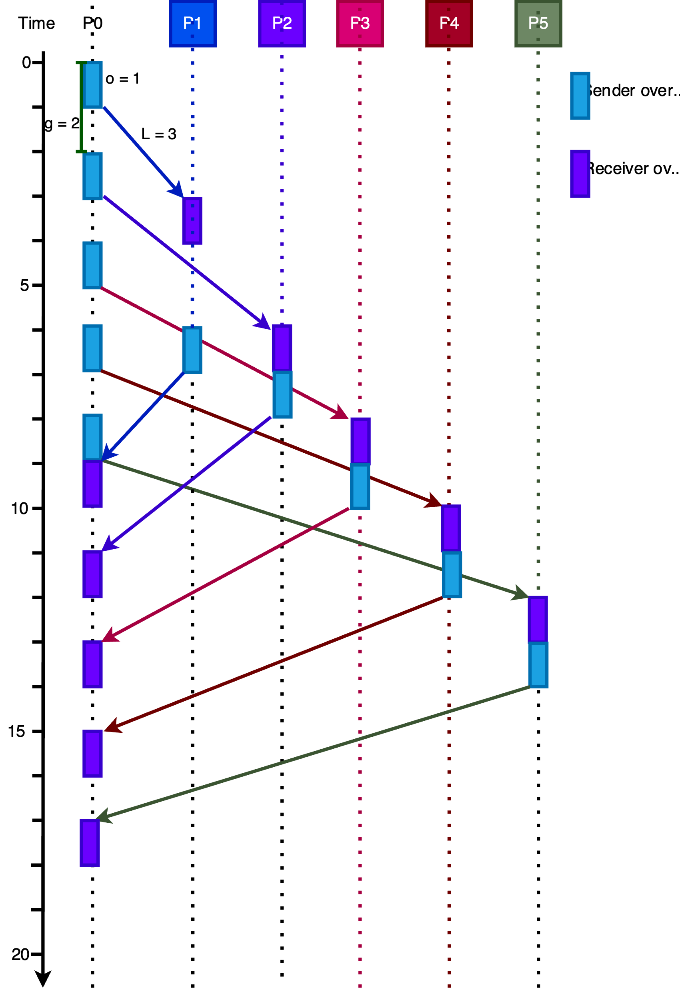 Time P0 P1 P2 P3 P4 P5
0
o = 1
Sender over..
g = 2
L = 3
Receiver ov..
5
10
15
20